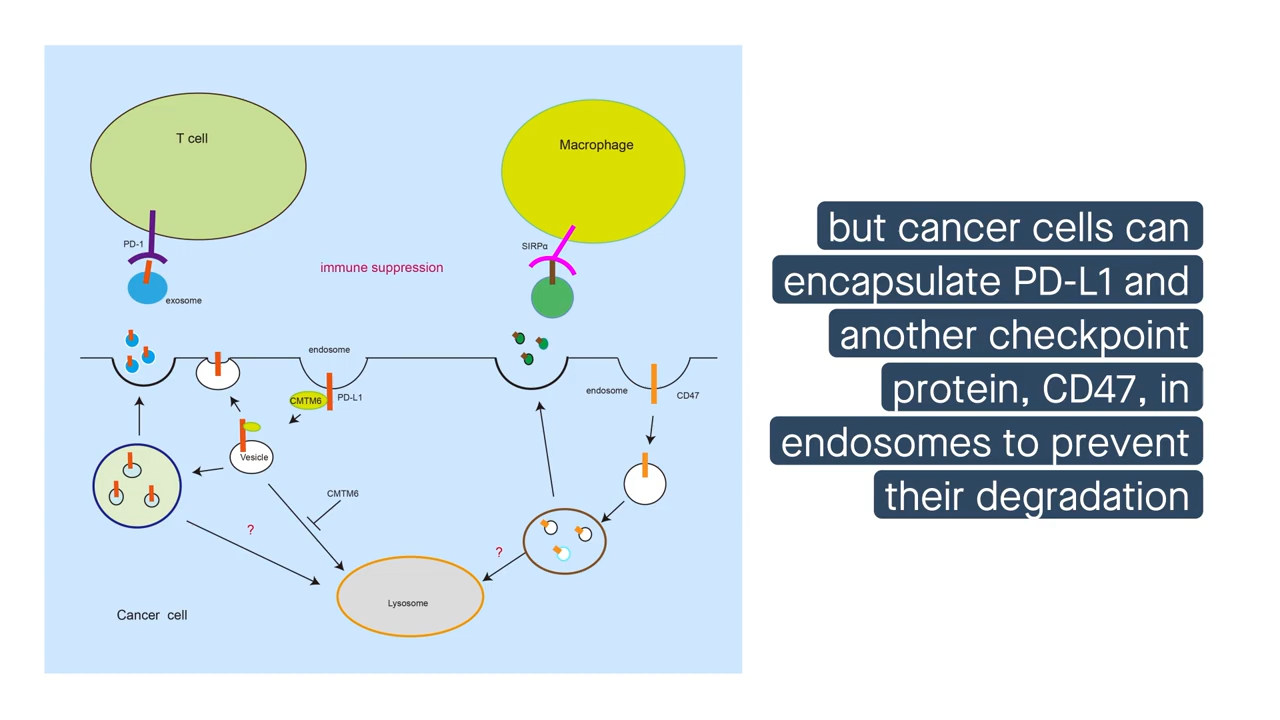 T cell
Macrophage
PD-1
SIRPα
immune suppression
exosome
endosome
endosome
CMTM6
PD-L1
CD47
Vesicle
CMTM6
?
?
Lysosome
Cancer cell
but cancer cells can
encapsulate PD-L1 and
another checkpoint
protein, CD47, in
endosomes to prevent
their degradation